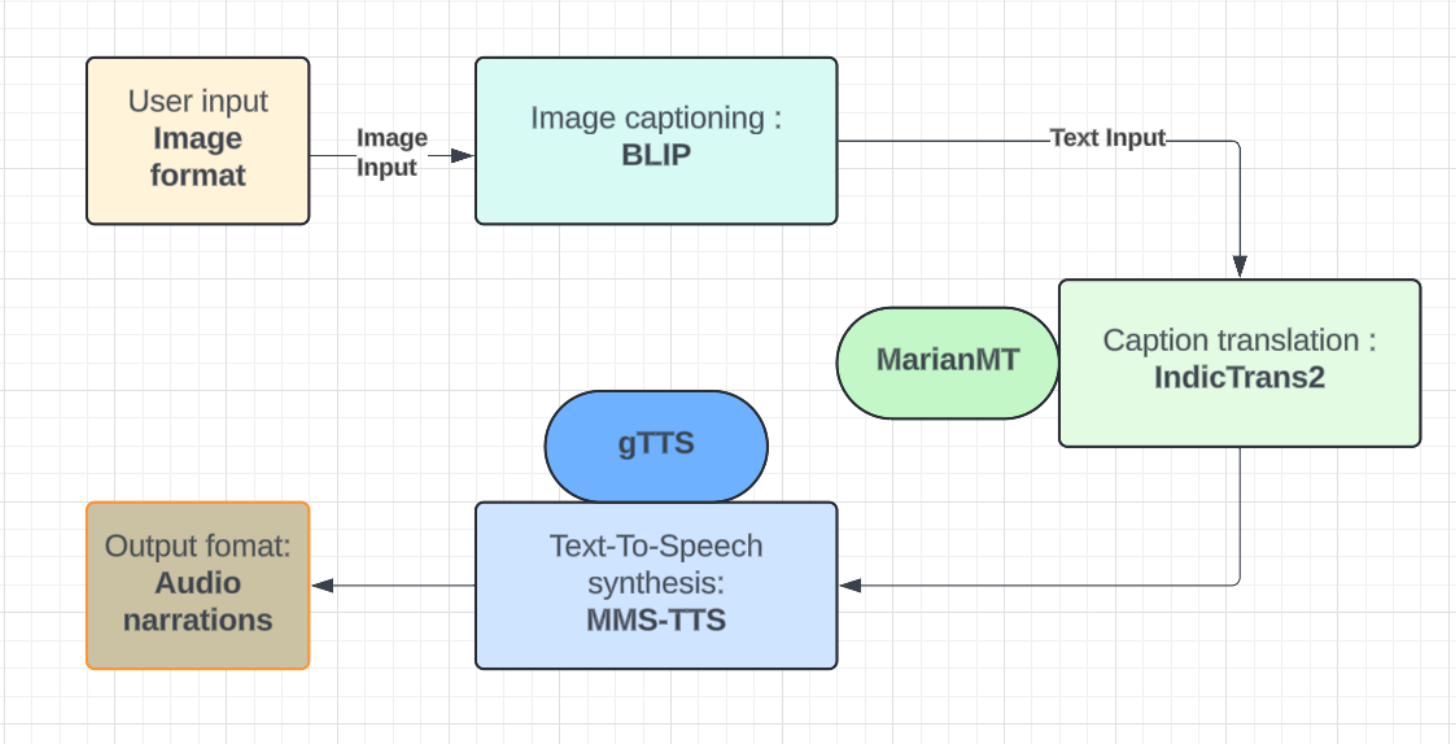 User input
Image
format
Image
Input
Image captioning :
BLIP
Text Input
Caption translation :
IndicTrans2
MarianMT
gTTS
Text-To-Speech
synthesis:
MMS-TTS
Output fomat:
Audio
narrations